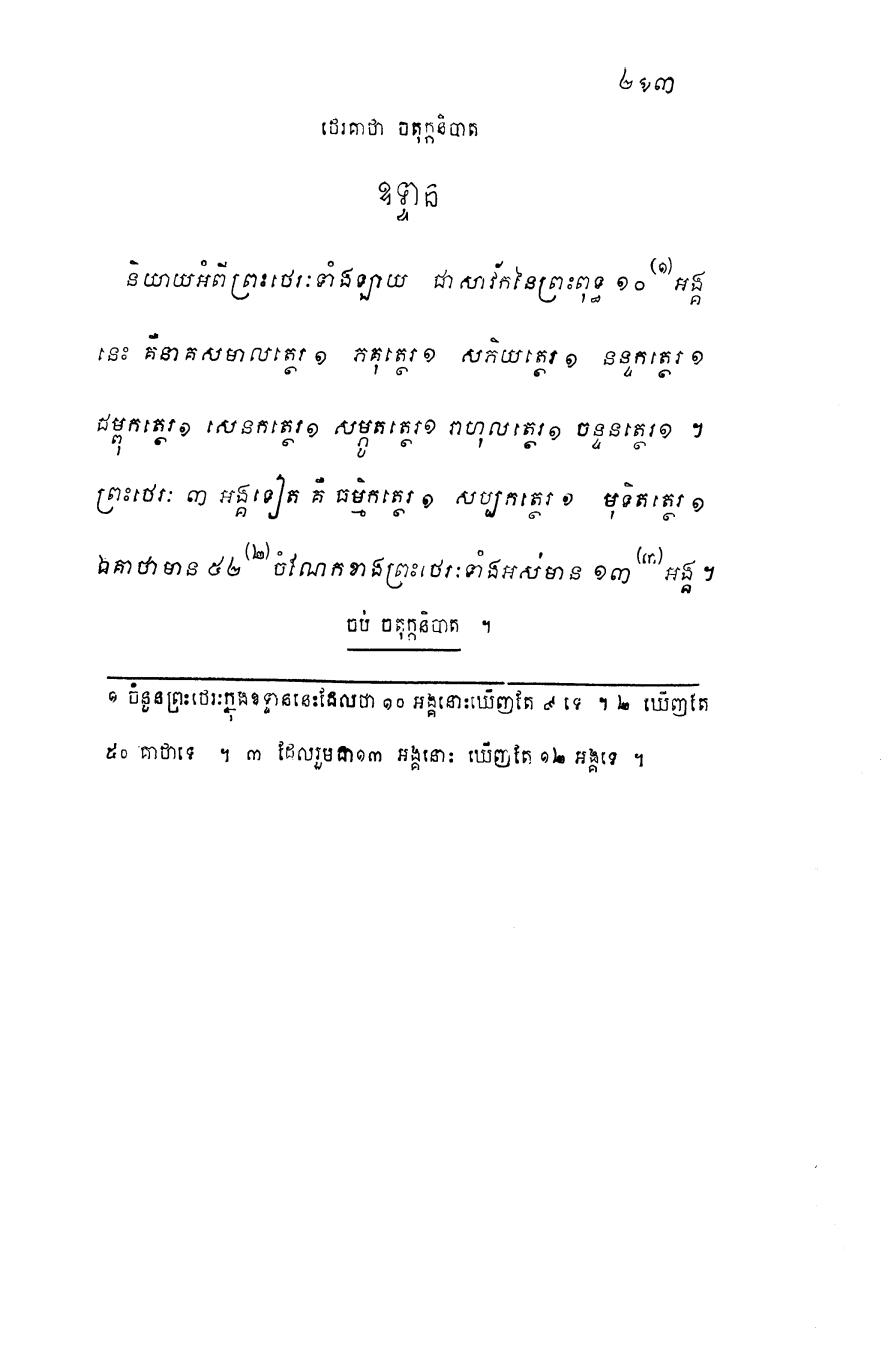 ២១៣
ថេរគាថា ចតុក្កនិបាត
ឧទ្ទាន
និយាយអំពីព្រះថេរៈទាំងឡាយ ជាសាវ័កនៃព្រះពុទ្ធ ១០(១)អង្គ
នេះ គឺនាគសមាលត្ថេរ ១ ភគុត្ថេរ ១ សភិយត្ថេរ ១ នន្ទកត្ថេរ ១
ជម្ពុកត្ថេរ ១ សេនកត្ថេរ ១ សម្ភូតត្ថេរ ១ រាហុលត្ថេរ ១ ចន្ទនត្ថេរ ១ ។
ព្រះថេរៈ ៣ អង្គទៀត គឺ ធម្មិកត្ថេរ ១ សប្បកត្ថេរ ១ មុទិតត្ថេរ ១
ឯគាថាមាន ៥២(២)ចំណែកខាងព្រះថេរៈទាំងអស់មាន ១៣(៣)អង្គ ។
ចប់ ចតុក្កនិបាត ។
១ ចំនួនព្រះថេរៈក្នុងឧទ្ទាននេះដែលថា ១០ អង្គនោះឃើញតែ ៩ ទេ ។ ២ ឃើញតែ
៥០ គាថាទេ ។ ៣ ដែលរួមជា១៣ អង្គនោះ ឃើញតែ ១២ អង្គទេ ។